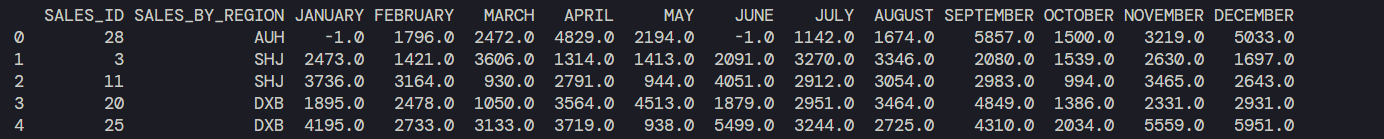 SALES_ID SALES_BY_REGION JANUARY FEBRUARY MARCH APRIL MAY JUNE JULY AUGUST SEPTEMBER OCTOBER NOVEMBER DECEMBER
0 28 AUH -1.0 1796.0 2472.0 4829.0 2194.0 -1.0 1142.0 1674.0 5857.0 1500.0 3219.0 5033.0
1 3 SHJ 2473.0 1421.0 3606.0 1314.0 1413.0 2091.0 3270.0 3346.0 2080.0 1539.0 2630.0 1697.0
2 11 SHJ 3736.0 3164.0 930.0 2791.0 944.0 4051.0 2912.0 3054.0 2983.0 994.0 3465.0 2643.0
3 20 DXB 1895.0 2478.0 1050.0 3564.0 4513.0 1879.0 2951.0 3464.0 4849.0 1386.0 2331.0 2931.0
4 25 DXB 4195.0 2733.0 3133.0 3719.0 938.0 5499.0 3244.0 2725.0 4310.0 2034.0 5559.0 5951.0